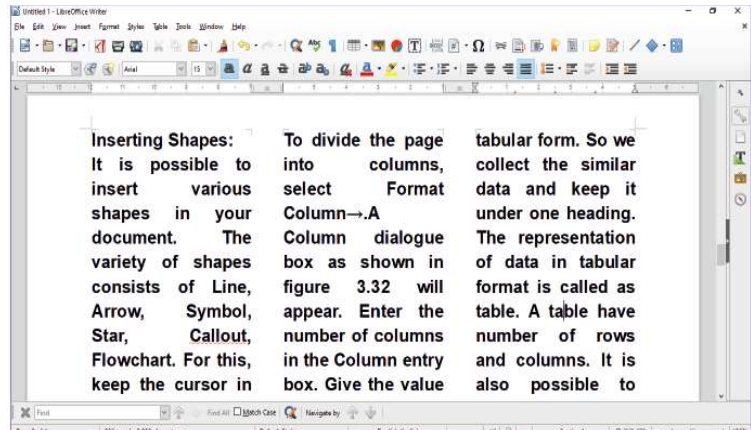 Untitled 1 - LibreOffice Writer
File Edit View Insert Format Styles Table Tools Window Help
Default Style Arial 15
Inserting Shapes:
It is possible to
insert various
shapes in your
document. The
variety of shapes
consists of Line,
Arrow, Symbol,
Star, Callout,
Flowchart. For this,
keep the cursor in
To divide the page
into columns,
select Format
Column→.A
Column dialogue
box as shown in
figure 3.32 will
appear. Enter the
number of columns
in the Column entry
box. Give the value
tabular form. So we
collect the similar
data and keep it
under one heading.
The representation
of data in tabular
format is called as
table. A table have
number of rows
and columns. It is
also possible to
Find Find All Match Case Navigate by